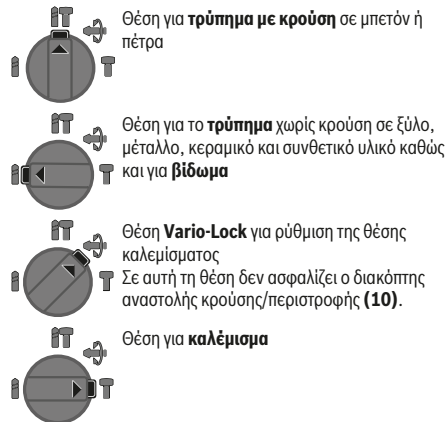 Θέση για τρύπημα με κρούση σε μπετόν ή
πέτρα
Θέση για το τρύπημα χωρίς κρούση σε ξύλο,
μέταλλο, κεραμικό και συνθετικό υλικό καθώς
και για βίδωμα
Θέση Vario-Lock για ρύθμιση της θέσης
καλεμίσματος
Σε αυτή τη θέση δεν ασφαλίζει ο διακόπτης
αναστολής κρούσης/περιστροφής (10).
Θέση για καλέμισμα